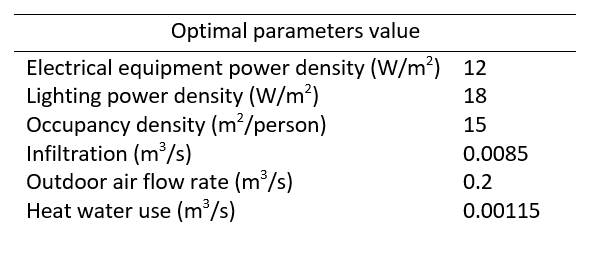 Optimal parameters value
Electrical equipment power density (W/m²) 12
Lighting power density (W/m²) 18
Occupancy density (m²/person) 15
Infiltration (m³/s) 0.0085
Outdoor air flow rate (m³/s) 0.2
Heat water use (m³/s) 0.00115